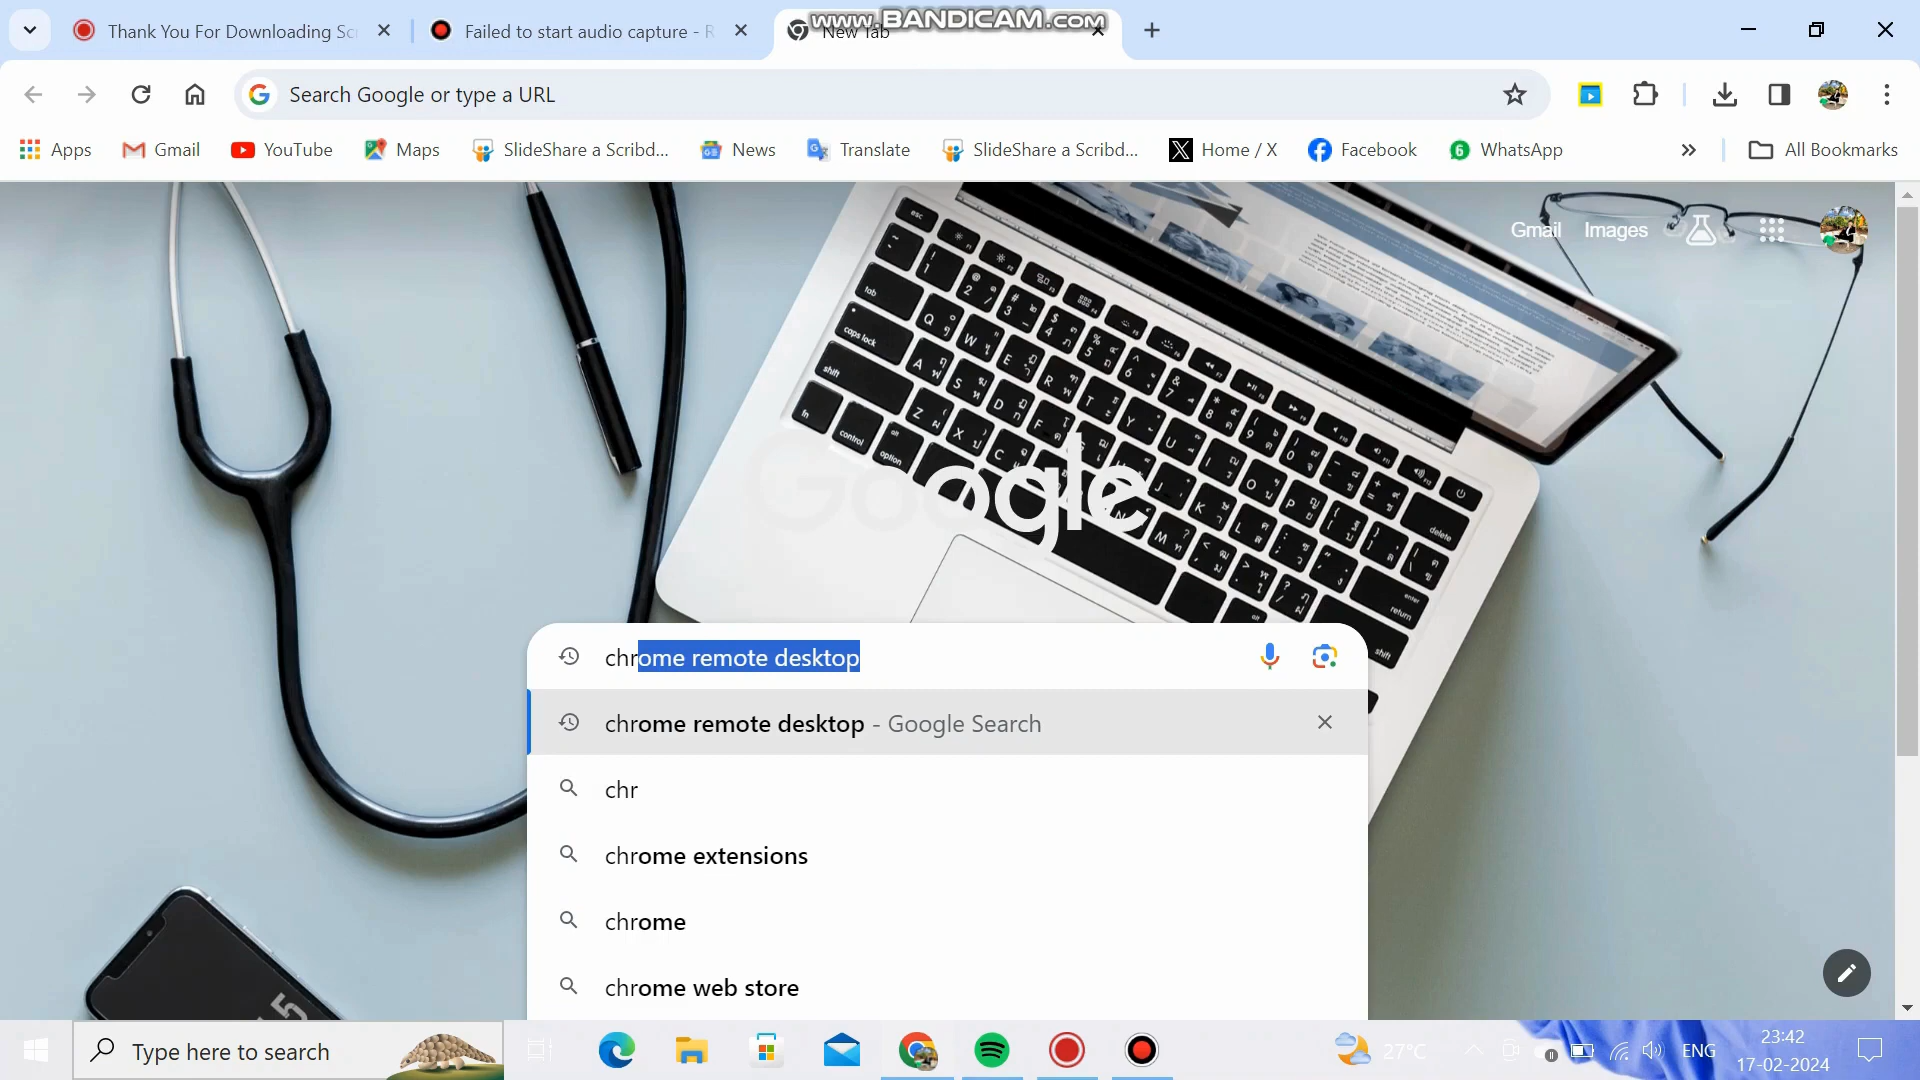 www.BANDICAM.com
Thank You For Downloading Sc
Failed to start audio capture - R
New Tab
Search Google or type a URL
Apps
Gmail
YouTube
Maps
SlideShare a Scribd...
News
Translate
SlideShare a Scribd...
Home / X
Facebook
WhatsApp
All Bookmarks
Gmail
Images
Google
chrome remote desktop
chrome remote desktop - Google Search
chr
chrome extensions
chrome
chrome web store
Type here to search
27°C
ENG
23:42
17-02-2024